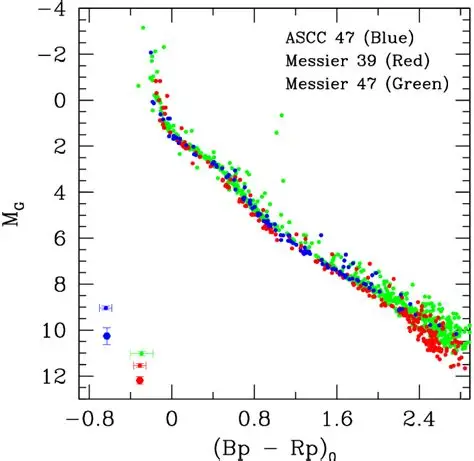 ASCC 47 (Blue)
Messier 39 (Red)
Messier 47 (Green)
−4
−2
0
2
4
6
8
10
12
M_G
−0.8
0
0.8
1.6
2.4
(Bp − Rp)₀